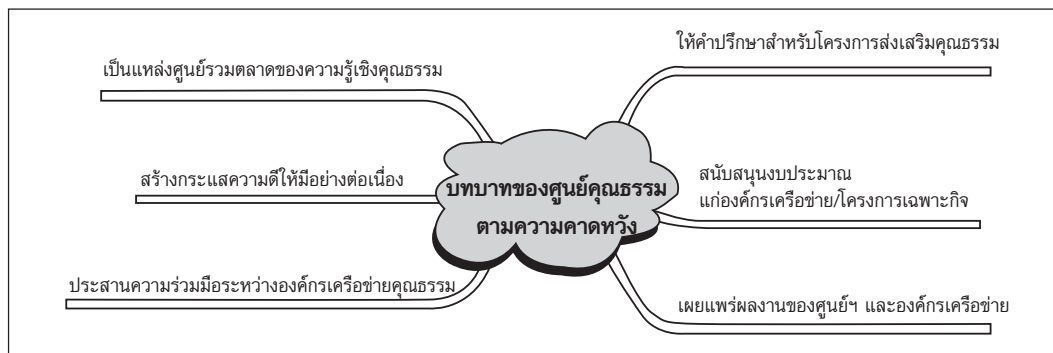 ให้คำปรึกษาสำหรับโครงการส่งเสริมคุณธรรม
เป็นแหล่งศูนย์รวมตลาดของความรู้เชิงคุณธรรม
สร้างกระแสความดีให้มีอย่างต่อเนื่อง
บทบาทของศูนย์คุณธรรม
ตามความคาดหวัง
สนับสนุนงบประมาณ
แก่องค์กรเครือข่าย/โครงการเฉพาะกิจ
ประสานความร่วมมือระหว่างองค์กรเครือข่ายคุณธรรม
เผยแพร่ผลงานของศูนย์ฯ และองค์กรเครือข่าย